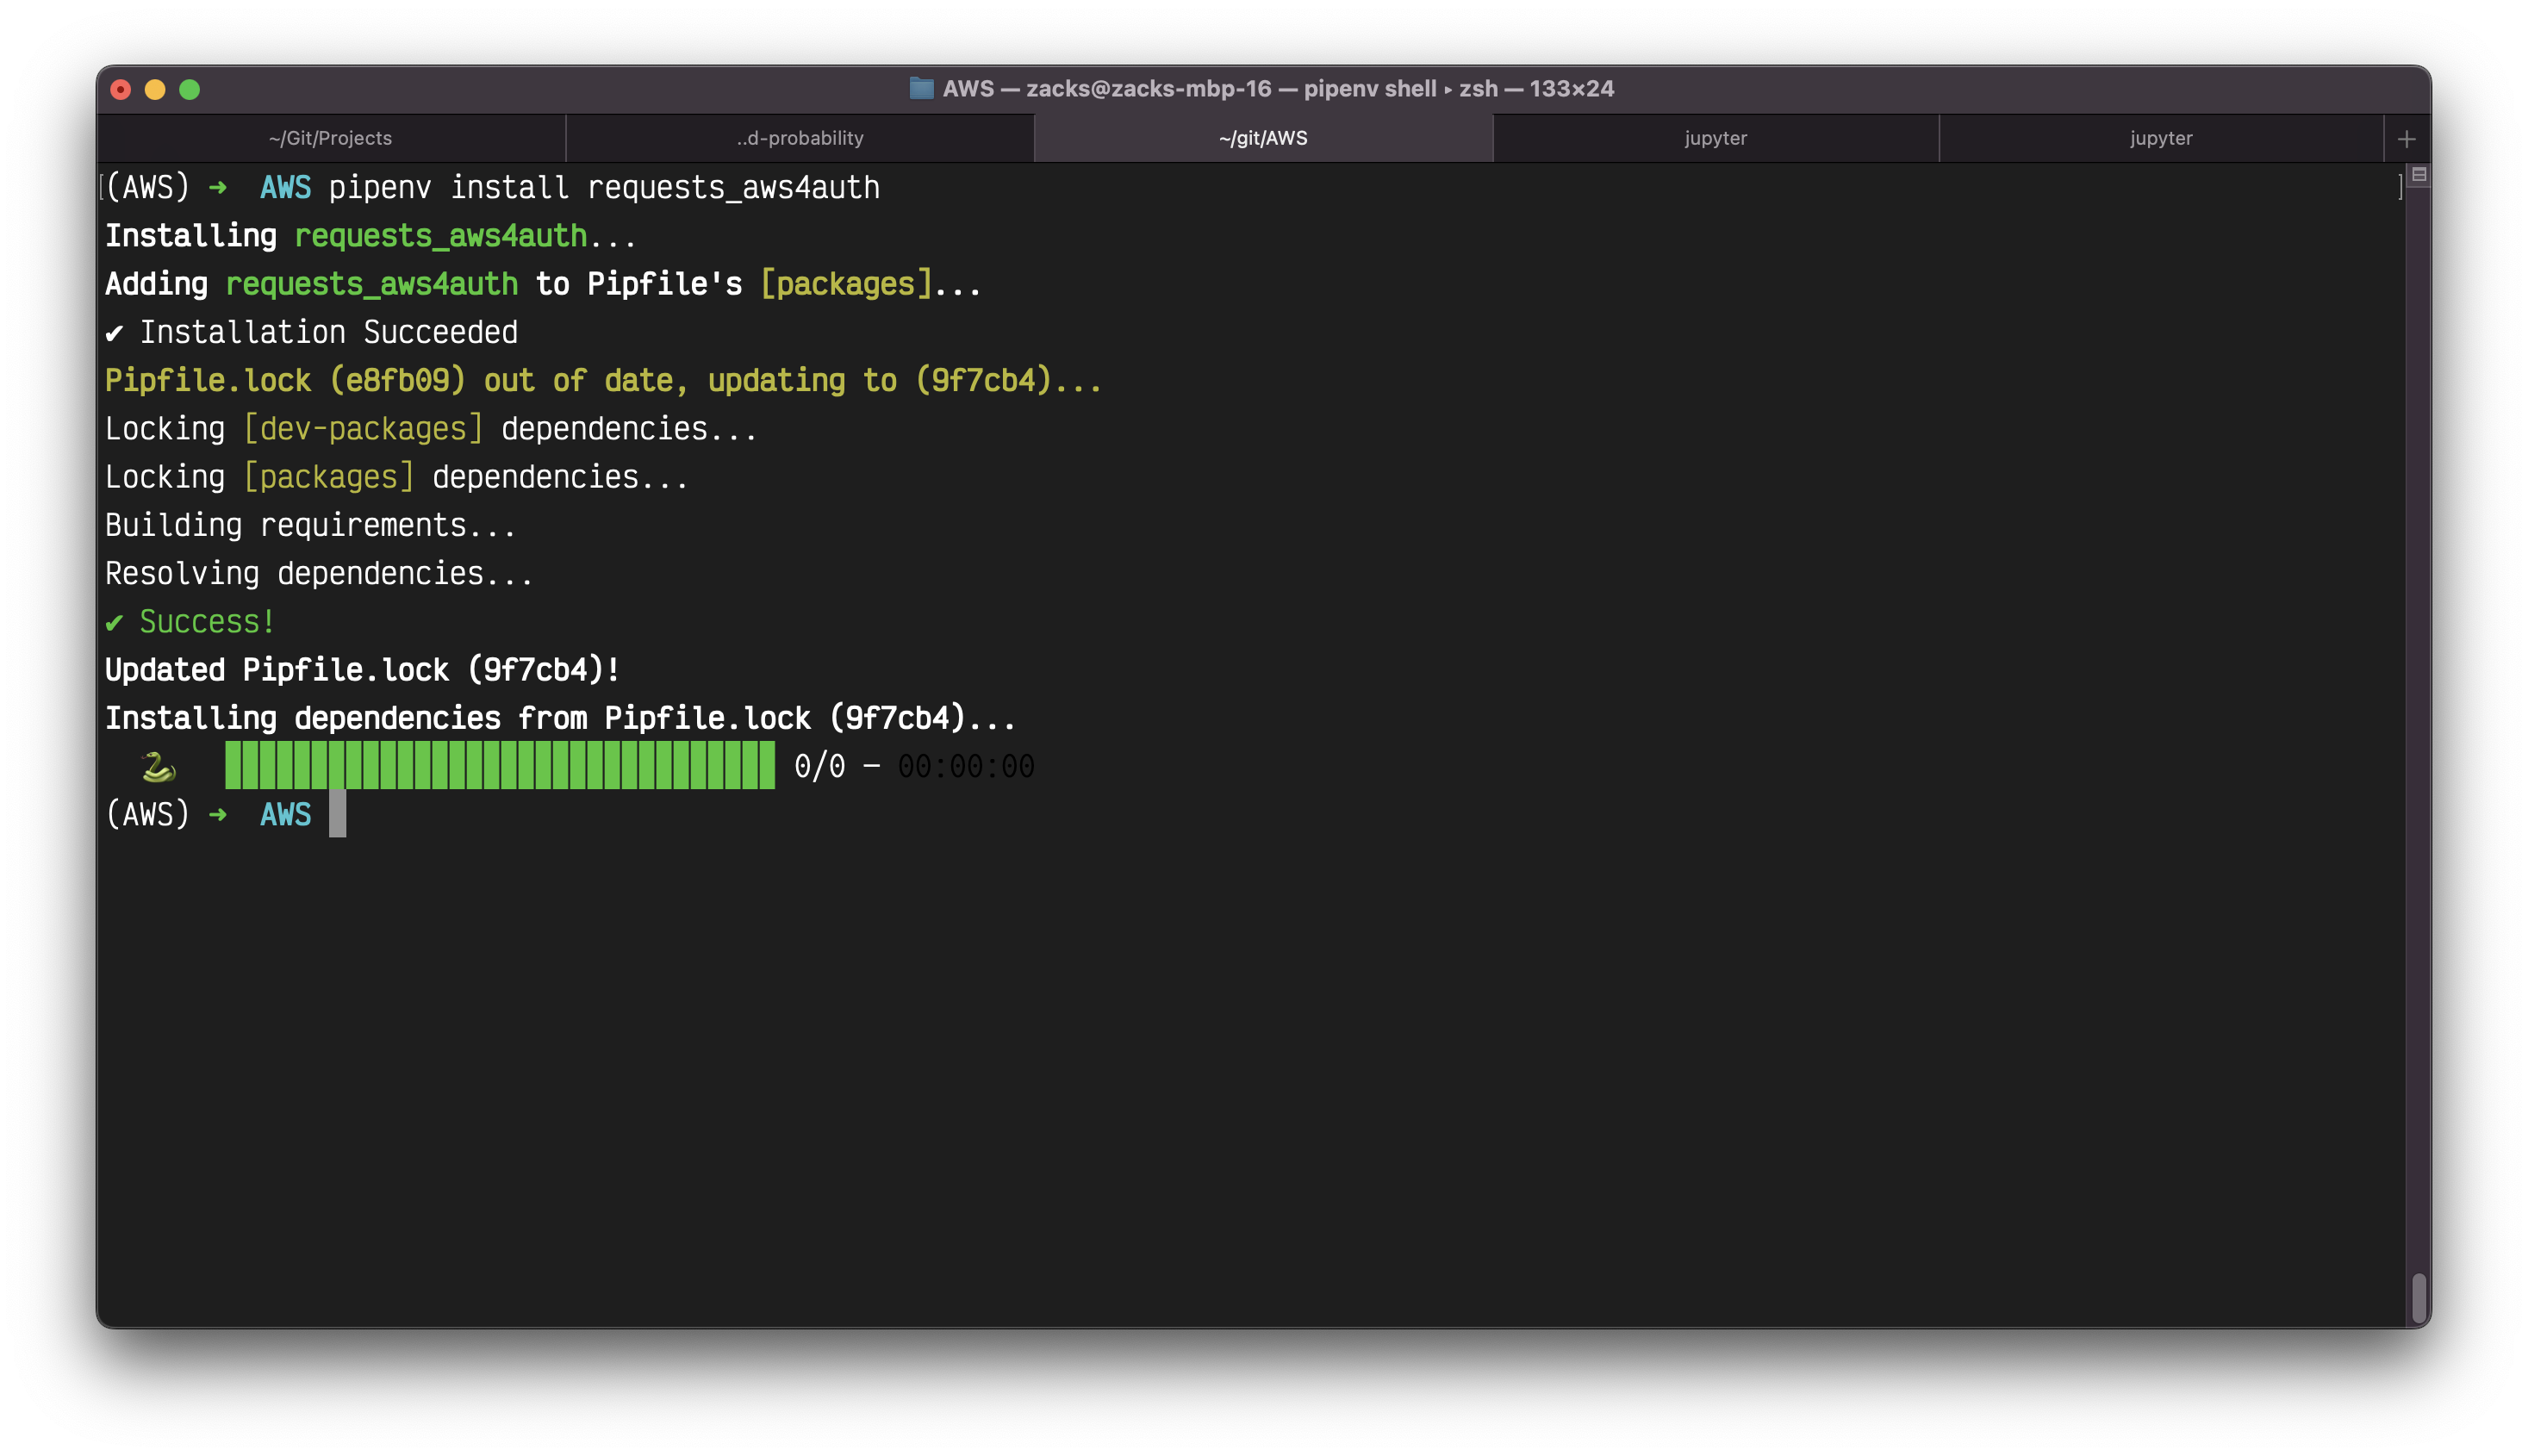 AWS — zacks@zacks-mbp-16 — pipenv shell ▸ zsh — 133×24
~/Git/Projects
..d-probability
~/git/AWS
jupyter
jupyter
(AWS) ➜  AWS pipenv install requests_aws4auth
Installing requests_aws4auth...
Adding requests_aws4auth to Pipfile's [packages]...
✔ Installation Succeeded
Pipfile.lock (e8fb09) out of date, updating to (9f7cb4)...
Locking [dev-packages] dependencies...
Locking [packages] dependencies...
Building requirements...
Resolving dependencies...
✔ Success!
Updated Pipfile.lock (9f7cb4)!
Installing dependencies from Pipfile.lock (9f7cb4)...
🐍 ▉▉▉▉▉▉▉▉▉▉▉▉▉▉▉▉▉▉▉▉▉▉▉▉▉▉▉▉▉▉▉▉ 0/0 — 00:00:00
(AWS) ➜  AWS